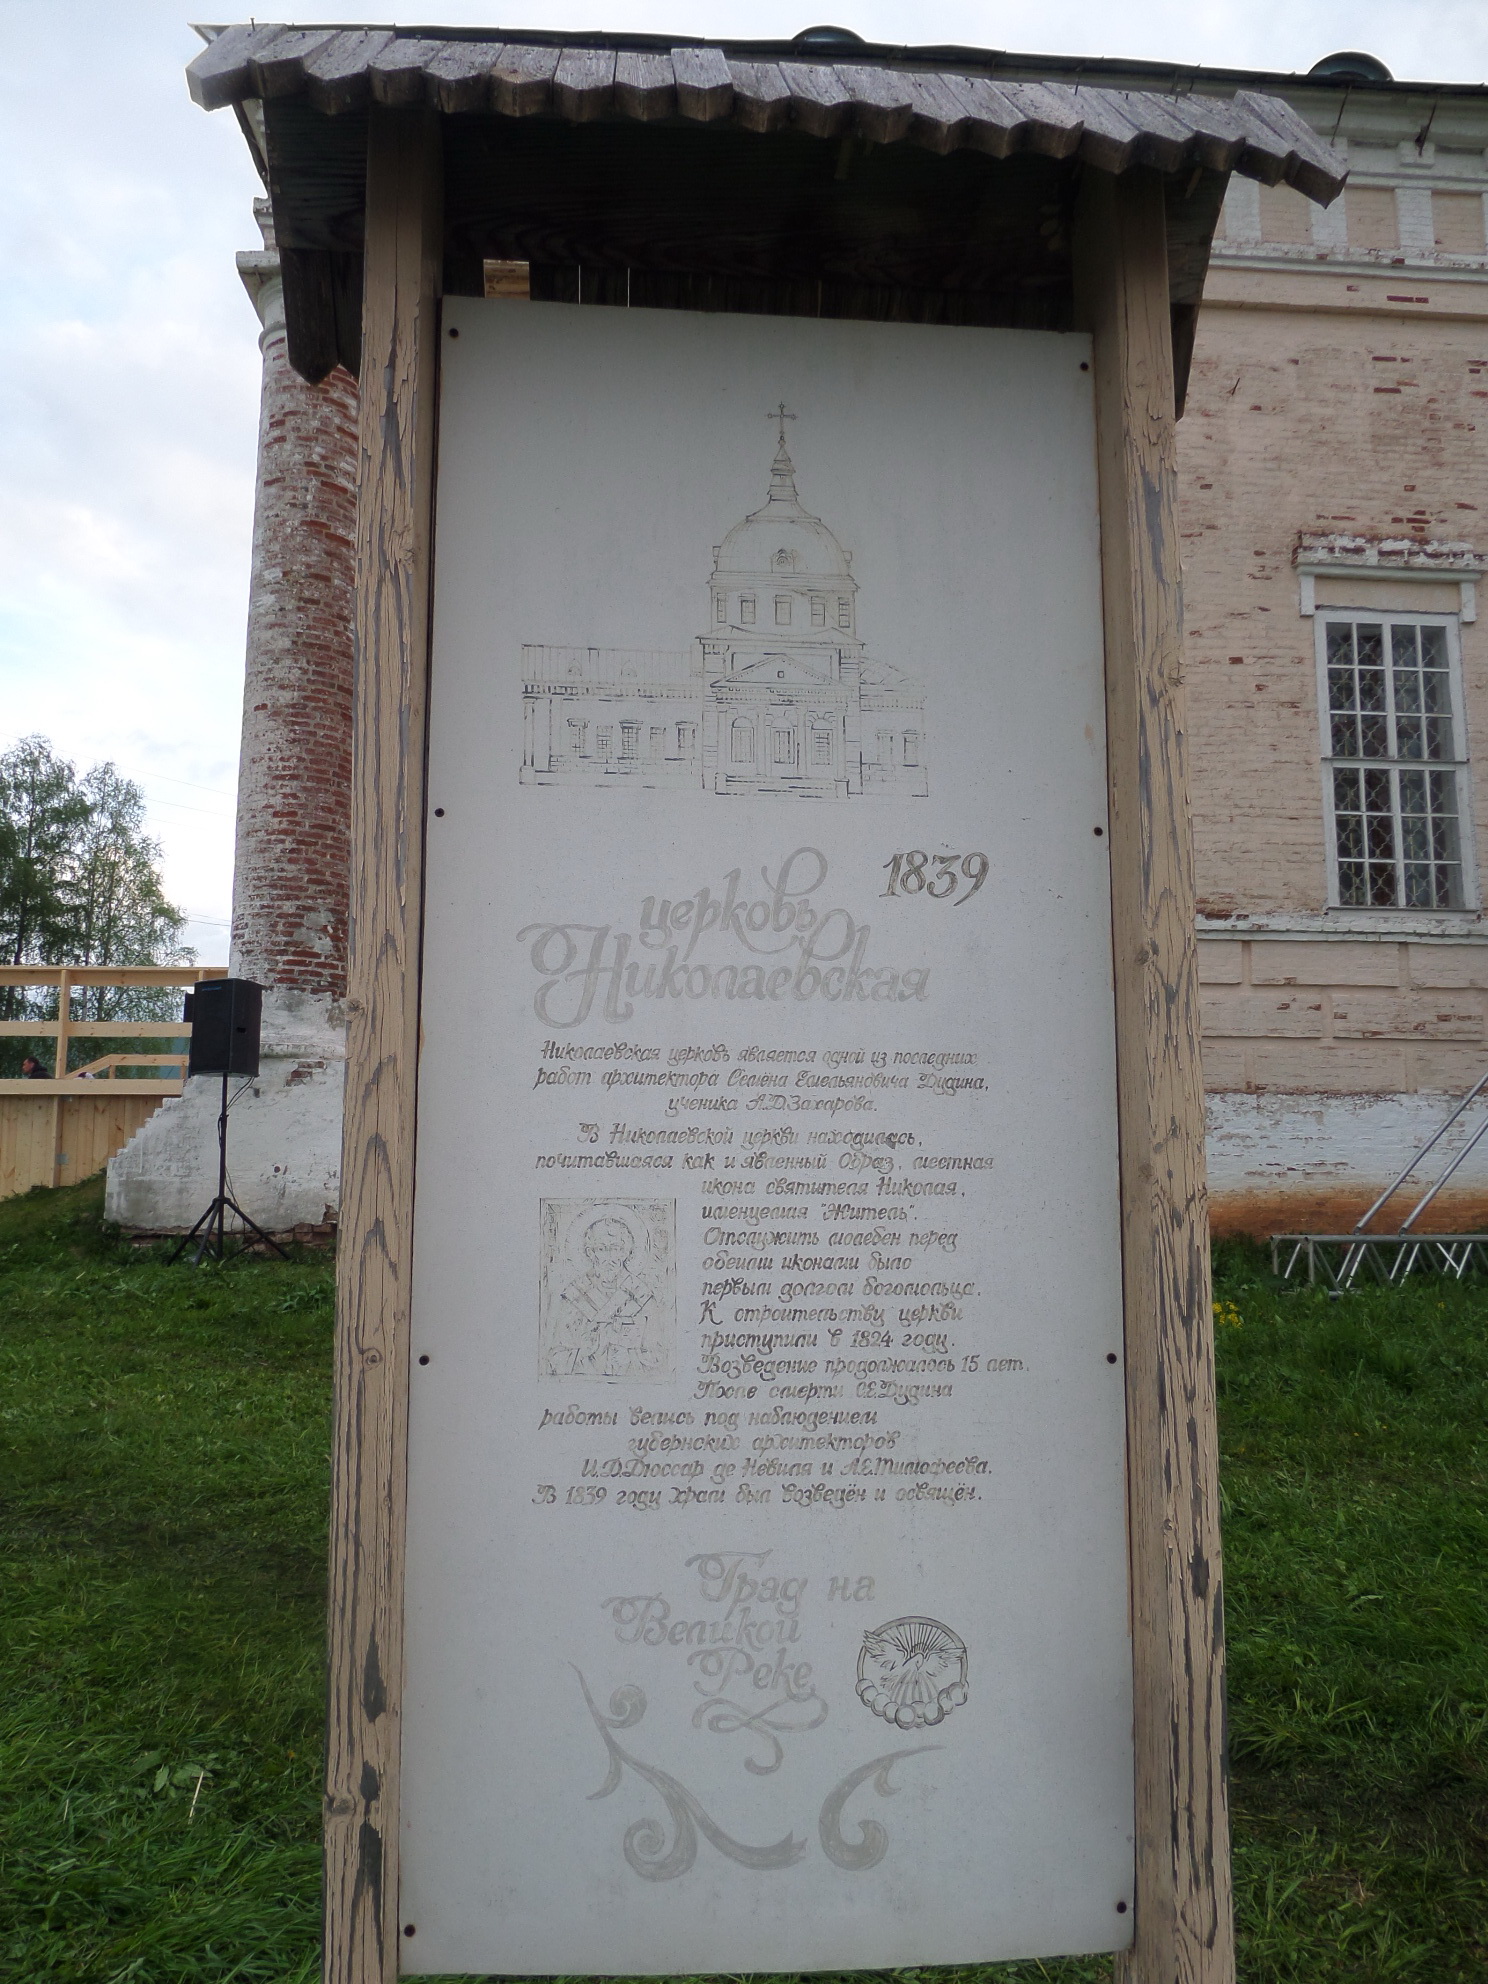 1839
церковь
Николаевская
Николаевская церковь является одной из последних
работ архитектора Семёна Емельяновича Дудина,
ученика А.Д.Захарова.
В Николаевской церкви находилась,
почитавшаяся как и явленный Образ, местная
икона святителя Николая,
именуемая "Житель".
Отслужить молебен перед
обеими иконами было
первым долгом богомольца.
К строительству церкви
приступили в 1824 году.
Возведение продолжалось 15 лет.
После смерти С.Е.Дудина
работы велись под наблюдением
губернских архитекторов
И.Д.Дюссар де Невиля и А.Е.Тимофеева.
В 1839 году храм был возведён и освящён.
Град на
Великой
Реке